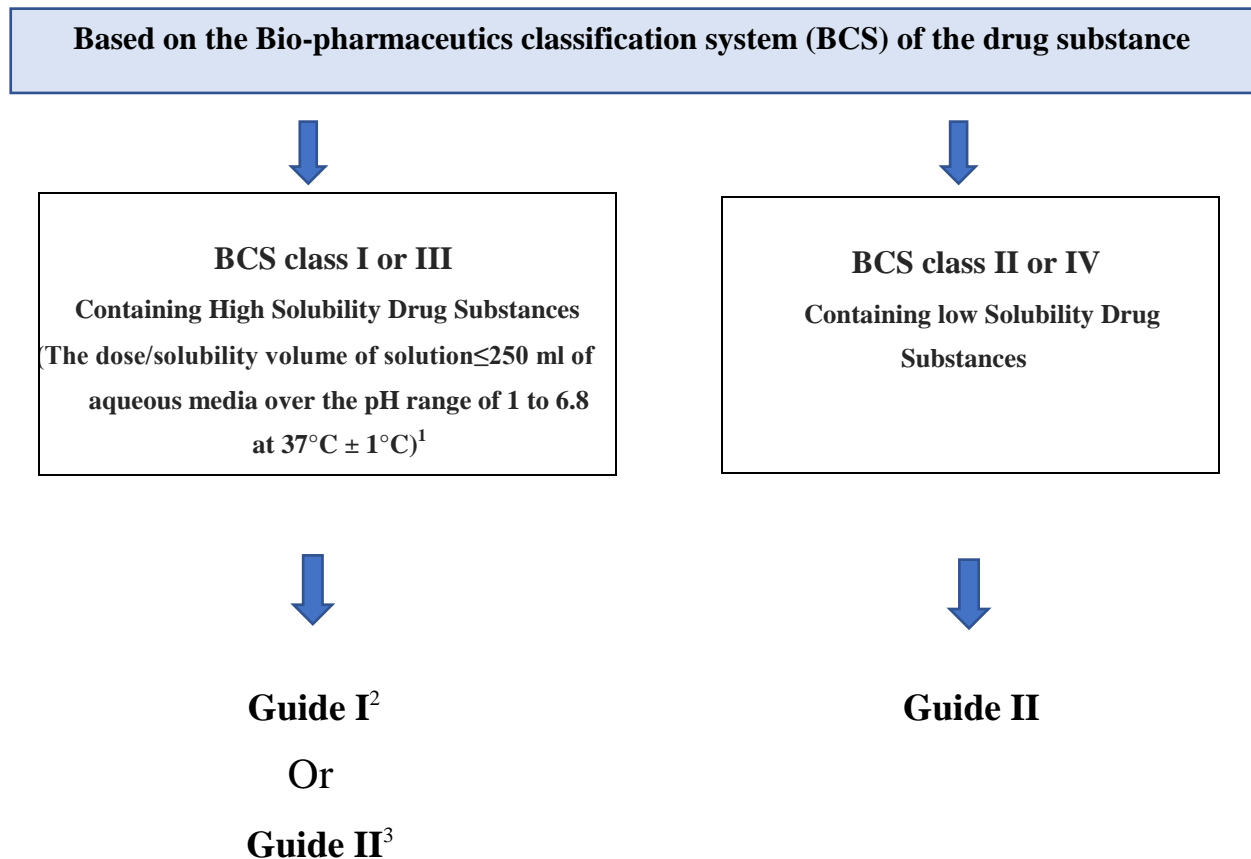 Based on the Bio-pharmaceutics classification system (BCS) of the drug substance
BCS class I or III
Containing High Solubility Drug Substances
(The dose/solubility volume of solution≤250 ml of
aqueous media over the pH range of 1 to 6.8
at 37°C ± 1°C)¹
BCS class II or IV
Containing low Solubility Drug
Substances
Guide I²
Or
Guide II³
Guide II